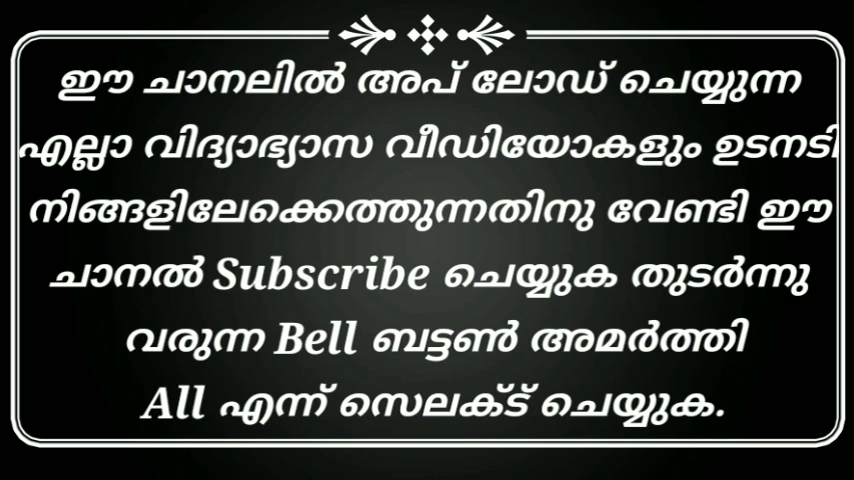 ഈ ചാനലിൽ അപ് ലോഡ് ചെയ്യുന്ന
എല്ലാ വിദ്യാഭ്യാസ വീഡിയോകളും ഉടനടി
നിങ്ങളിലേക്കെത്തുന്നതിനു വേണ്ടി ഈ
ചാനൽ Subscribe ചെയ്യുക തുടർന്നു
വരുന്ന Bell ബട്ടൺ അമർത്തി
All എന്ന് സെലക്ട് ചെയ്യുക.